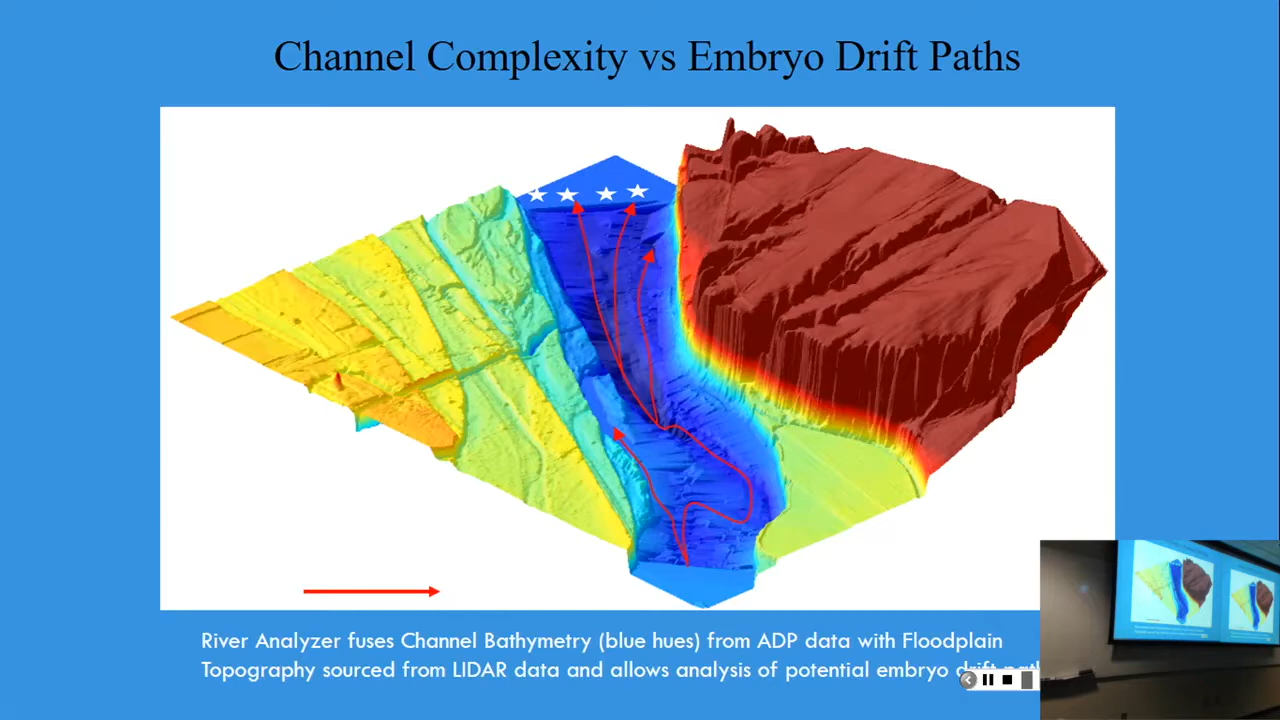 Channel Complexity vs Embryo Drift Paths
River Analyzer fuses Channel Bathymetry (blue hues) from ADP data with Floodplain
Topography sourced from LIDAR data and allows analysis of potential embryo